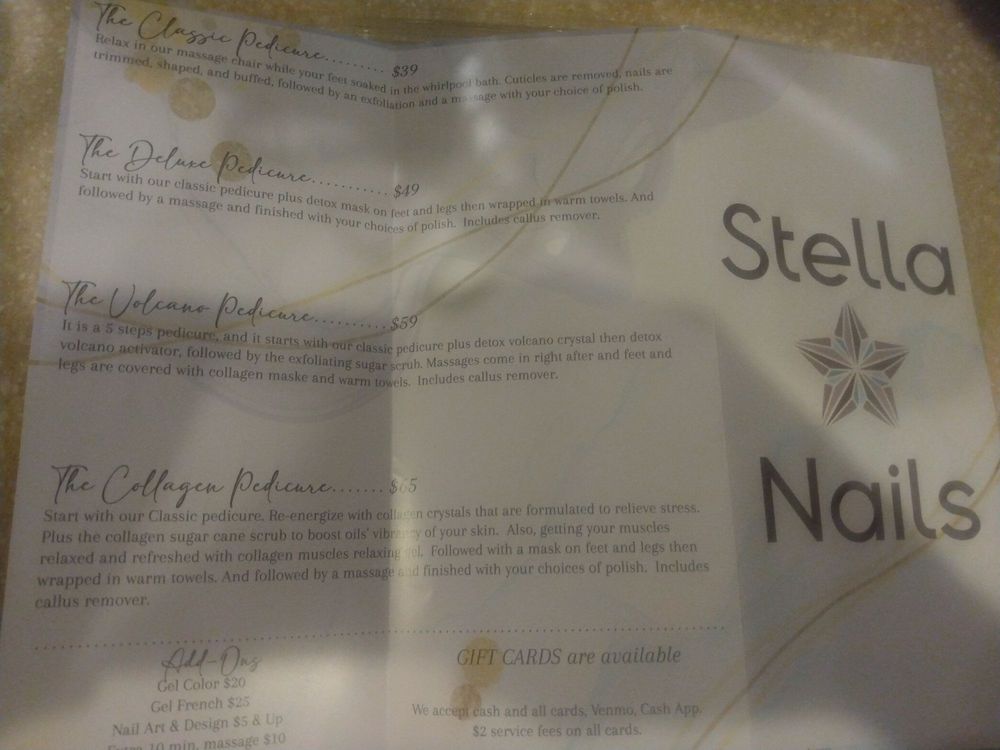 The Classic Pedicure......... $39
Relax in our massage chair while your feet soaked in the whirlpool bath. Cuticles are removed, nails are
trimmed, shaped, and buffed, followed by an exfoliation and a massage with your choice of polish.
The Deluxe Pedicure............ $49
Start with our classic pedicure plus detox mask on feet and legs then wrapped in warm towels. And
followed by a massage and finished with your choices of polish. Includes callus remover.
The Volcano Pedicure........... $59
It is a 5 steps pedicure, and it starts with our classic pedicure plus detox volcano crystal then detox
volcano activator, followed by the exfoliating sugar scrub. Massages come in right after and feet and
legs are covered with collagen maske and warm towels. Includes callus remover.
The Collagen Pedicure....... $65
Start with our Classic pedicure. Re-energize with collagen crystals that are formulated to relieve stress.
Plus the collagen sugar cane scrub to boost oils' vibrancy of your skin. Also, getting your muscles
relaxed and refreshed with collagen muscles relaxing gel. Followed with a mask on feet and legs then
wrapped in warm towels. And followed by a massage and finished with your choices of polish. Includes
callus remover.
Add-Ons
Gel Color $20
Gel French $25
Nail Art & Design $5 & Up
Extra 10 min. massage $10
GIFT CARDS are available
We accept cash and all cards, Venmo, Cash App.
$2 service fees on all cards.
Stella
Nails